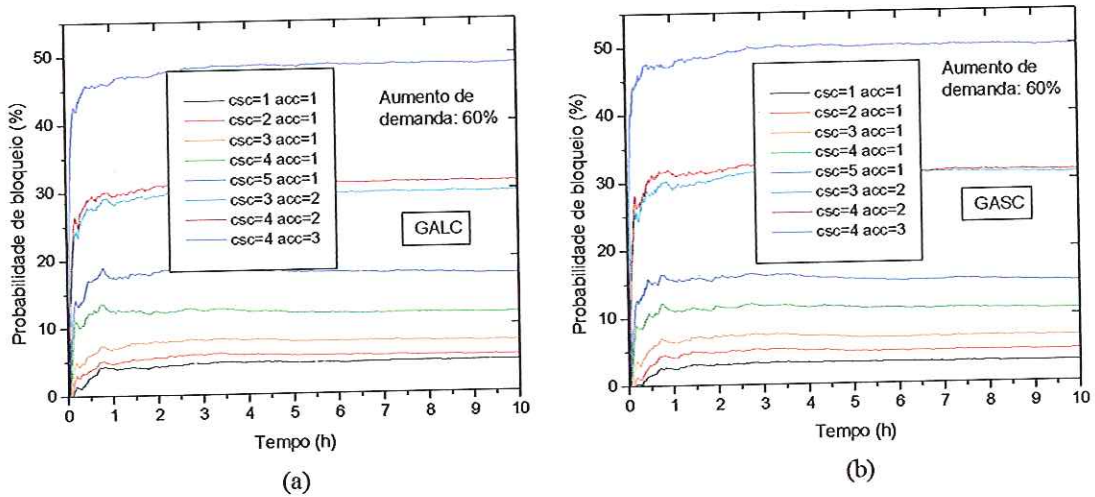 50
40
30
20
10
0
Probabilidade de bloqueio (%)
csc=1 acc=1
csc=2 acc=1
csc=3 acc=1
csc=4 acc=1
csc=5 acc=1
csc=3 acc=2
csc=4 acc=2
csc=4 acc=3
Aumento de
demanda: 60%
GALC
0 1 2 3 4 5 6 7 8 9 10
Tempo (h)
(a)
50
40
30
20
10
0
Probabilidade de bloqueio (%)
csc=1 acc=1
csc=2 acc=1
csc=3 acc=1
csc=4 acc=1
csc=5 acc=1
csc=3 acc=2
csc=4 acc=2
csc=4 acc=3
Aumento de
demanda: 60%
GASC
0 1 2 3 4 5 6 7 8 9 10
Tempo (h)
(b)